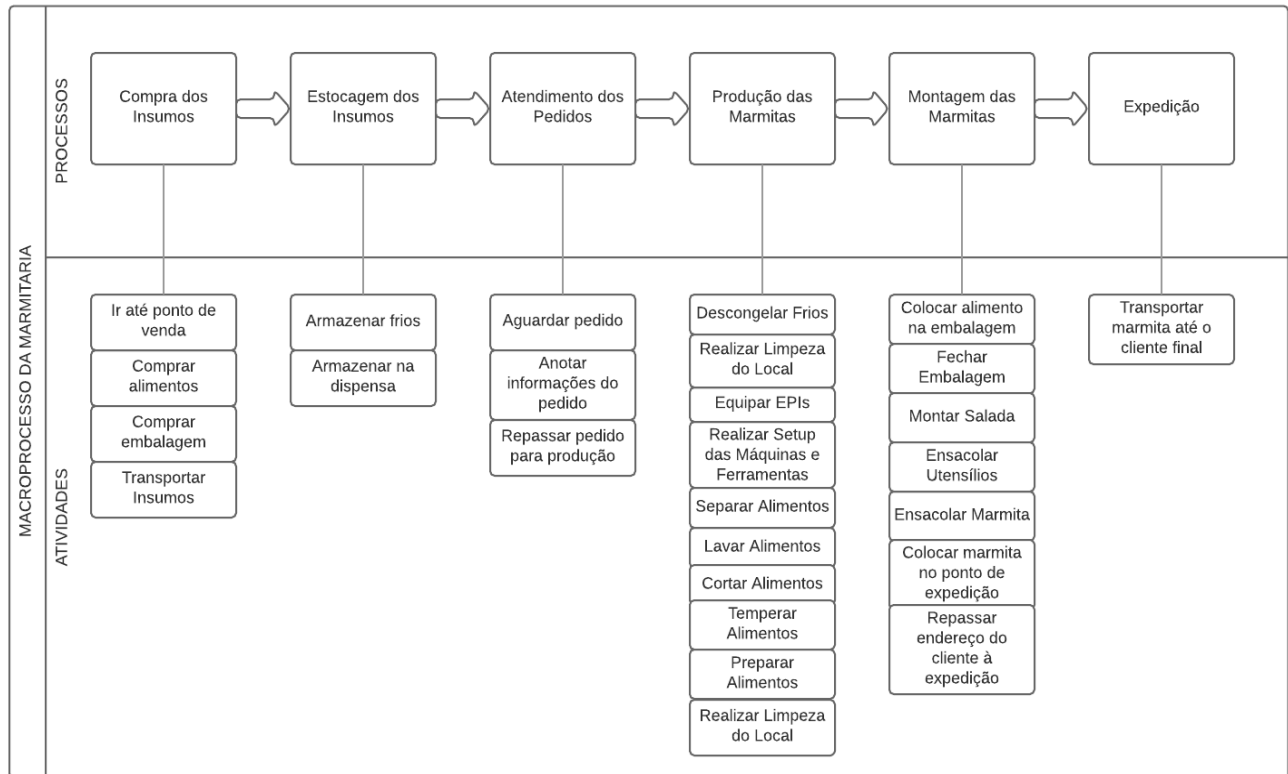 MACROPROCESSO DA MARMITARIA
PROCESSOS
Compra dos
Insumos
Estocagem dos
Insumos
Atendimento dos
Pedidos
Produção das
Marmitas
Montagem das
Marmitas
Expedição
ATIVIDADES
Ir até ponto de
venda
Comprar
alimentos
Comprar
embalagem
Transportar
Insumos
Armazenar frios
Armazenar na
dispensa
Aguardar pedido
Anotar
informações do
pedido
Repassar pedido
para produção
Descongelar Frios
Realizar Limpeza
do Local
Equipar EPIs
Realizar Setup
das Máquinas e
Ferramentas
Separar Alimentos
Lavar Alimentos
Cortar Alimentos
Temperar
Alimentos
Preparar
Alimentos
Realizar Limpeza
do Local
Colocar alimento
na embalagem
Fechar
Embalagem
Montar Salada
Ensacolar
Utensílios
Ensacolar Marmita
Colocar marmita
no ponto de
expedição
Repassar
endereço do
cliente à
expedição
Transportar
marmita até o
cliente final